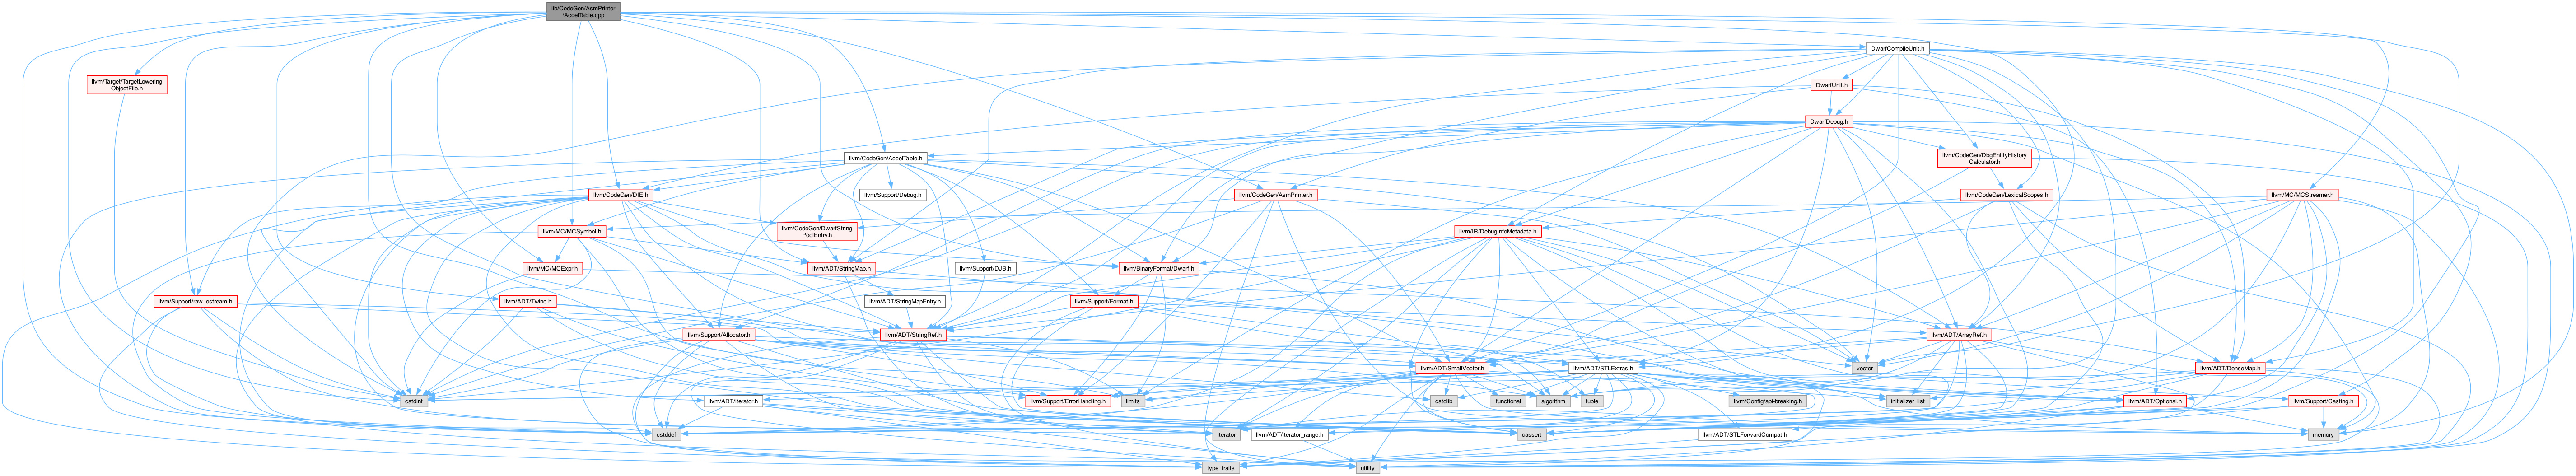 lib/CodeGen/AsmPrinter
/AccelTable.cpp
DwarfCompileUnit.h
llvm/Target/TargetLowering
ObjectFile.h
DwarfUnit.h
DwarfDebug.h
llvm/CodeGen/AccelTable.h
llvm/CodeGen/DbgEntityHistory
Calculator.h
llvm/CodeGen/DIE.h
llvm/Support/Debug.h
llvm/CodeGen/AsmPrinter.h
llvm/CodeGen/LexicalScopes.h
llvm/MC/MCStreamer.h
llvm/MC/MCSymbol.h
llvm/CodeGen/DwarfString
PoolEntry.h
llvm/IR/DebugInfoMetadata.h
llvm/MC/MCExpr.h
llvm/ADT/StringMap.h
llvm/Support/DJB.h
llvm/BinaryFormat/Dwarf.h
llvm/Support/raw_ostream.h
llvm/ADT/Twine.h
llvm/ADT/StringMapEntry.h
llvm/Support/Format.h
llvm/Support/Allocator.h
llvm/ADT/StringRef.h
llvm/ADT/ArrayRef.h
llvm/ADT/SmallVector.h
llvm/ADT/STLExtras.h
vector
llvm/ADT/DenseMap.h
cstdint
llvm/ADT/iterator.h
llvm/Support/ErrorHandling.h
limits
cstdlib
functional
algorithm
tuple
llvm/Config/abi-breaking.h
initializer_list
llvm/ADT/Optional.h
llvm/Support/Casting.h
cstddef
iterator
llvm/ADT/iterator_range.h
cassert
llvm/ADT/STLForwardCompat.h
memory
type_traits
utility